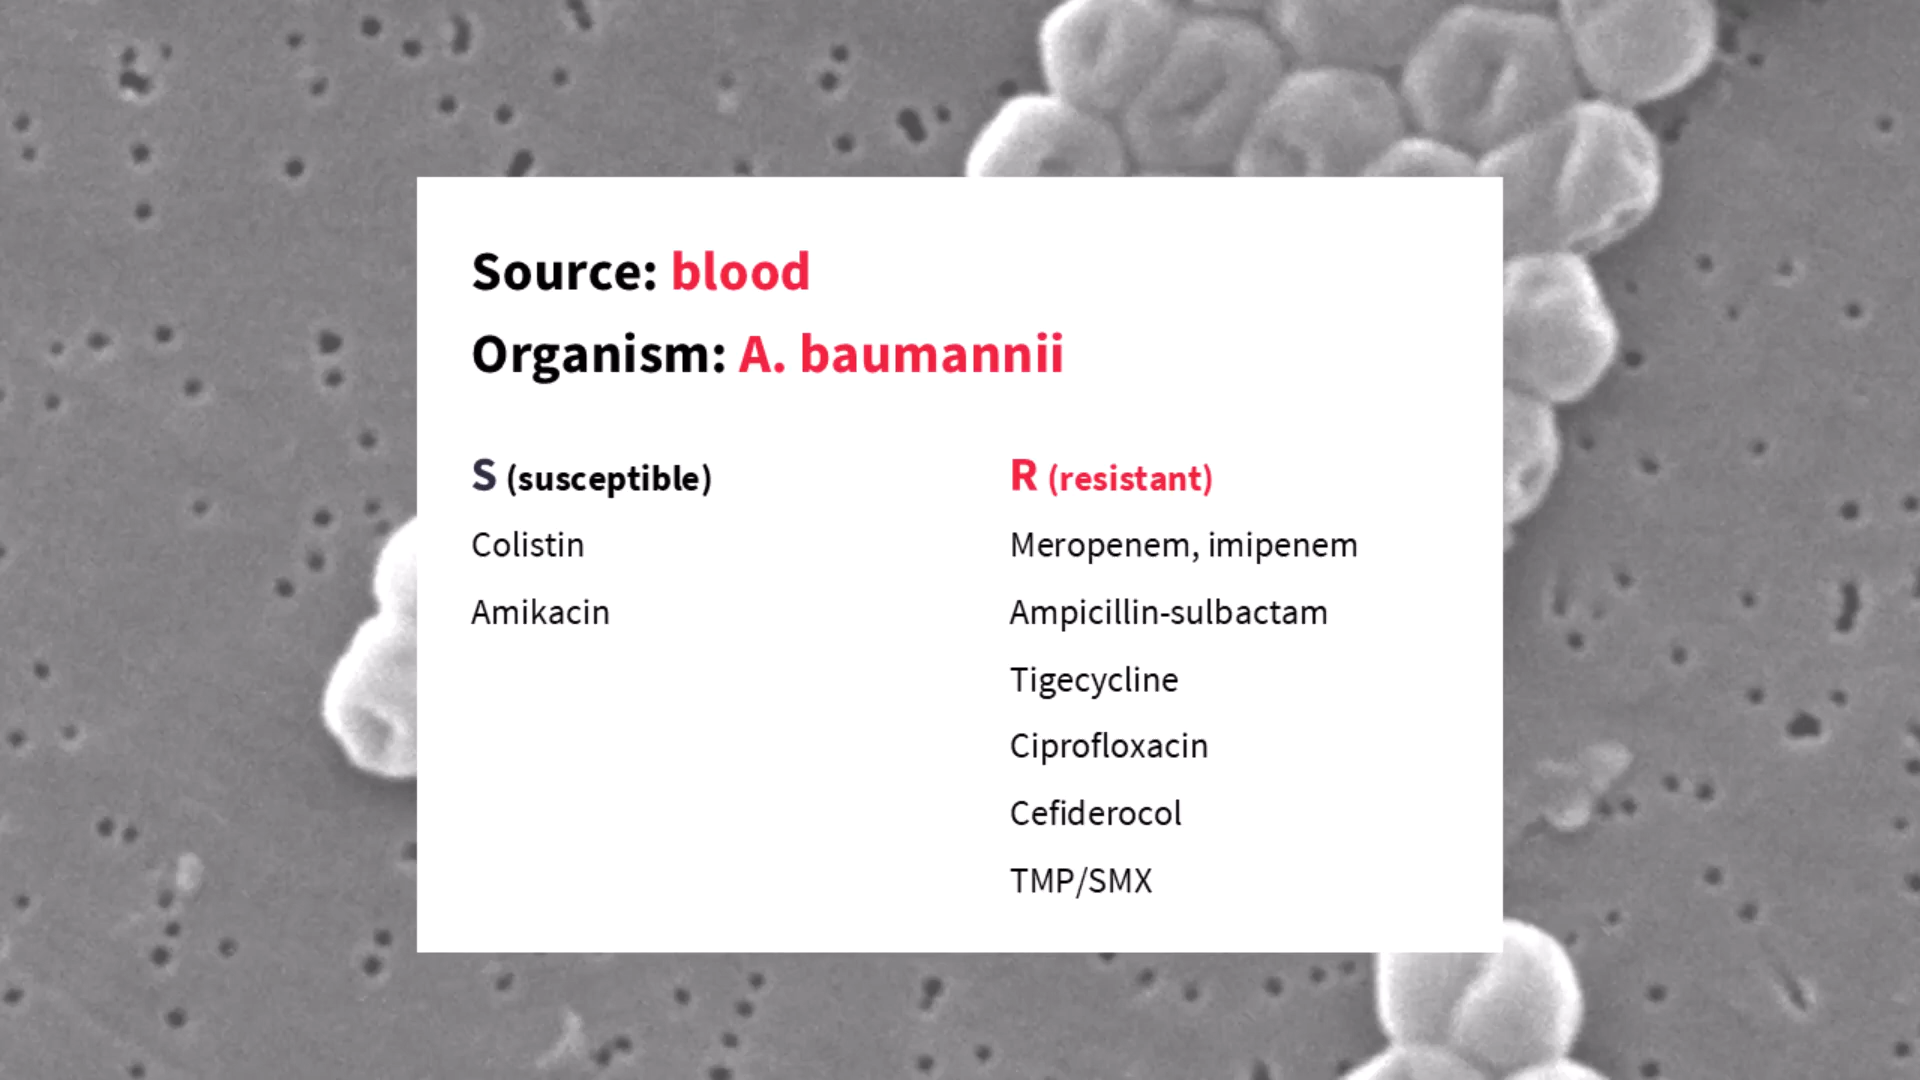 Source: blood
Organism: A. baumannii
S (susceptible)
Colistin
Amikacin
R (resistant)
Meropenem, imipenem
Ampicillin-sulbactam
Tigecycline
Ciprofloxacin
Cefiderocol
TMP/SMX